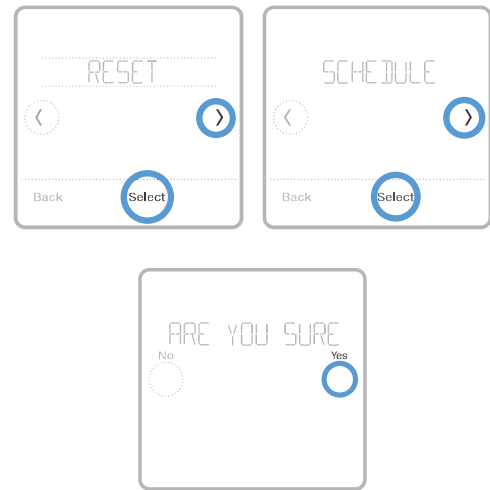 RESET
Back Select
SCHEDULE
Back Select
ARE YOU SURE
No Yes